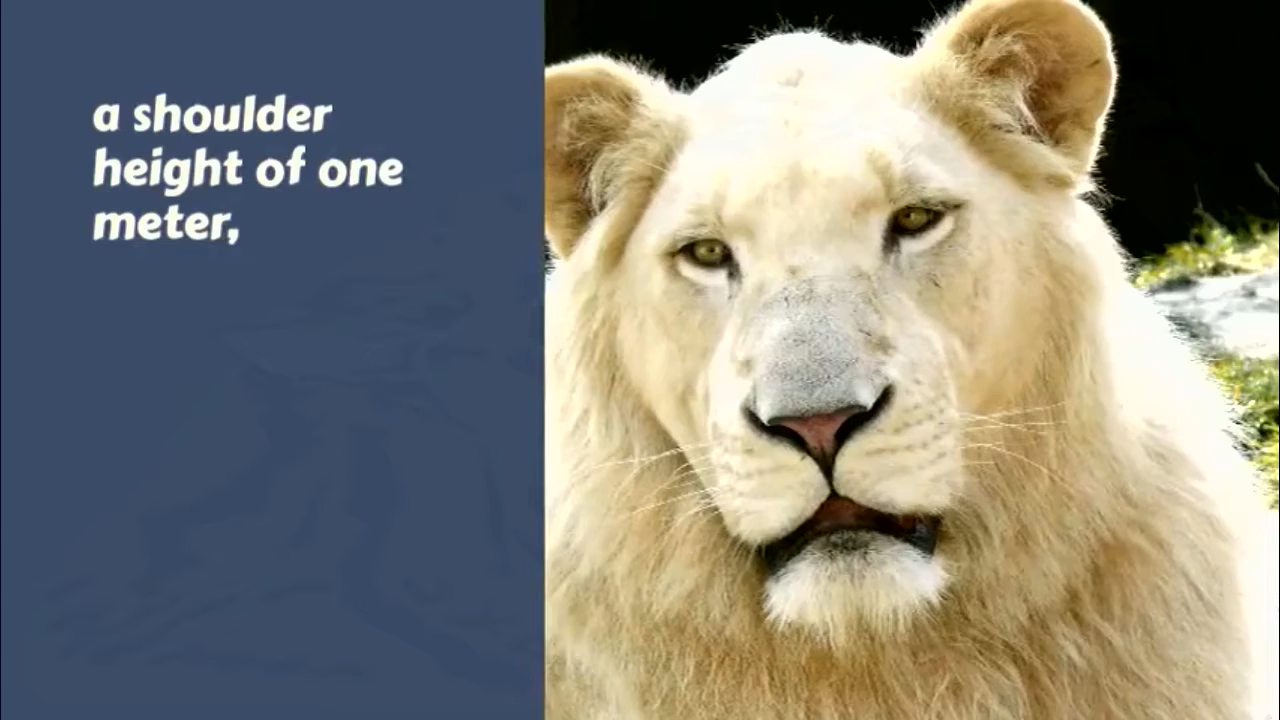 a shoulder
height of one
meter,